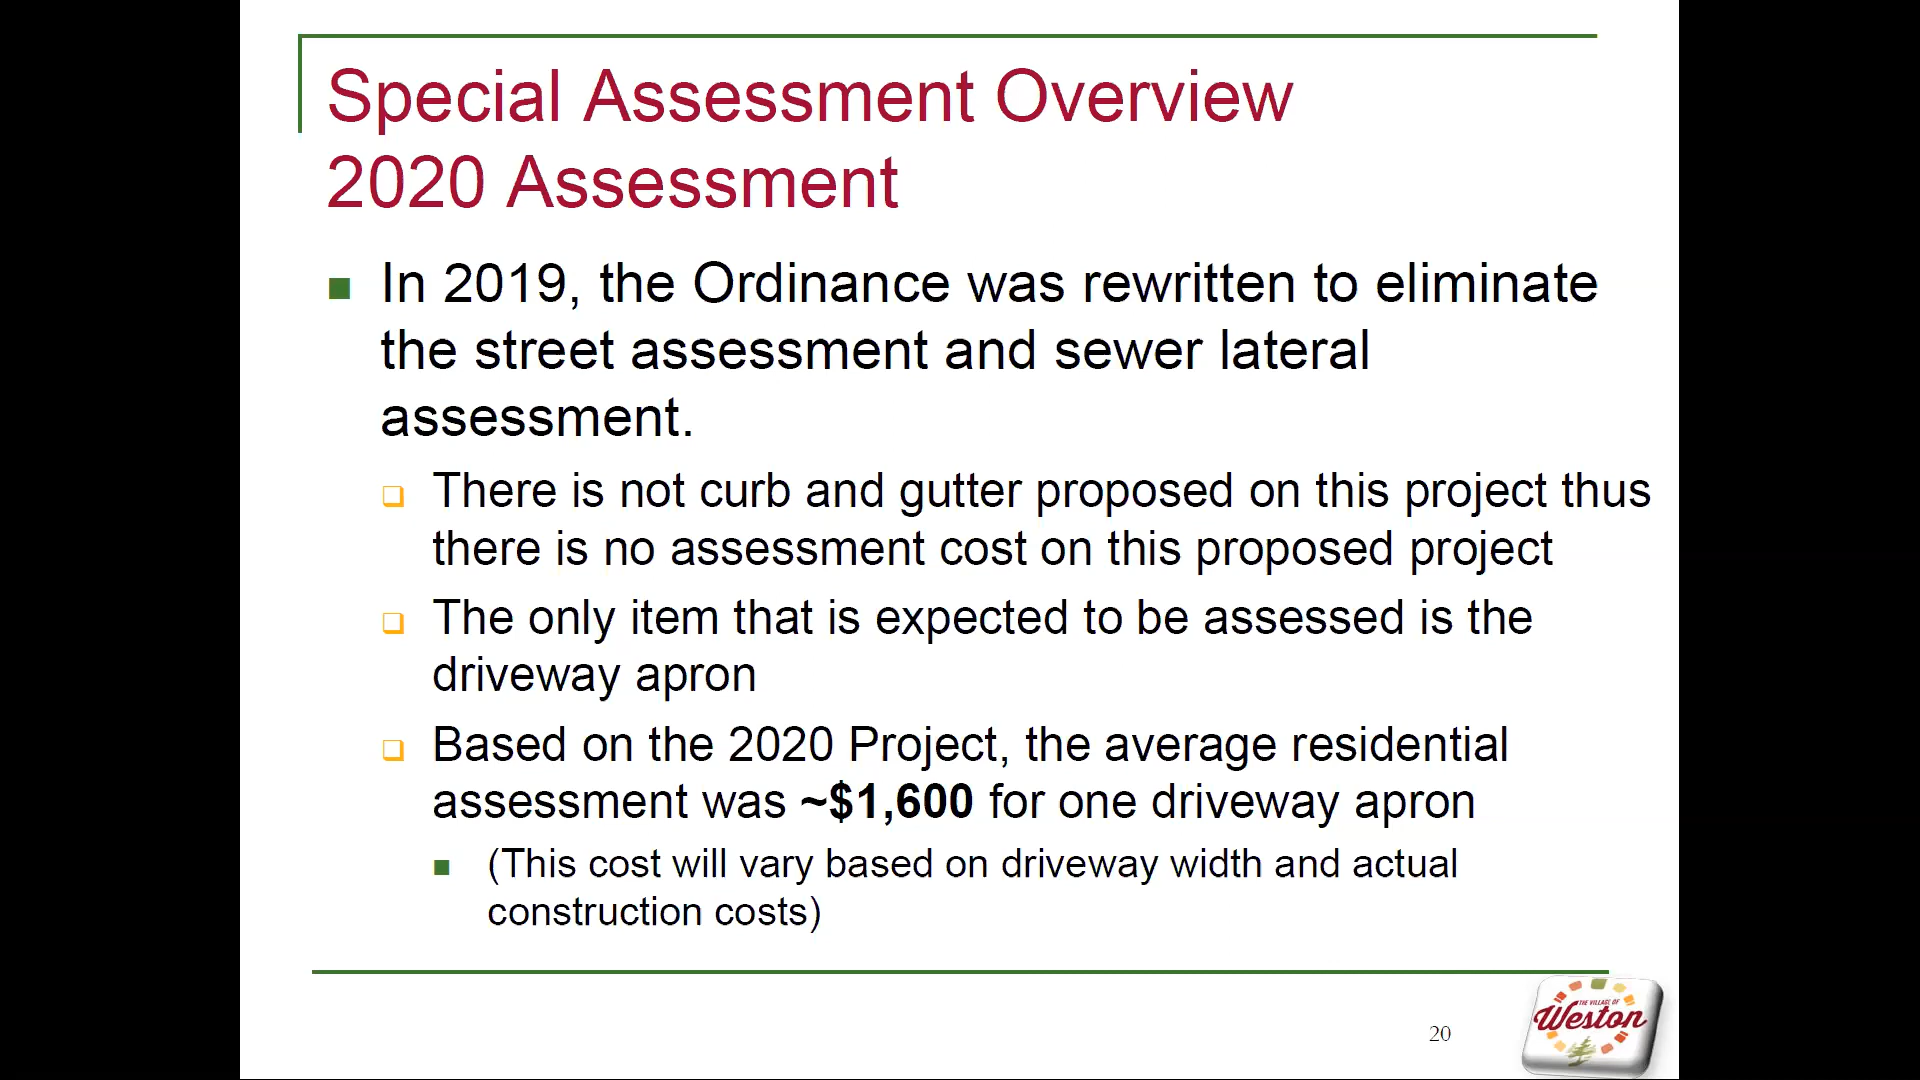 Special Assessment Overview
2020 Assessment
In 2019, the Ordinance was rewritten to eliminate
the street assessment and sewer lateral
assessment.
There is not curb and gutter proposed on this project thus
there is no assessment cost on this proposed project
The only item that is expected to be assessed is the
driveway apron
Based on the 2020 Project, the average residential
assessment was ~$1,600 for one driveway apron
(This cost will vary based on driveway width and actual
construction costs)
20
THE VILLAGE OF
Weston